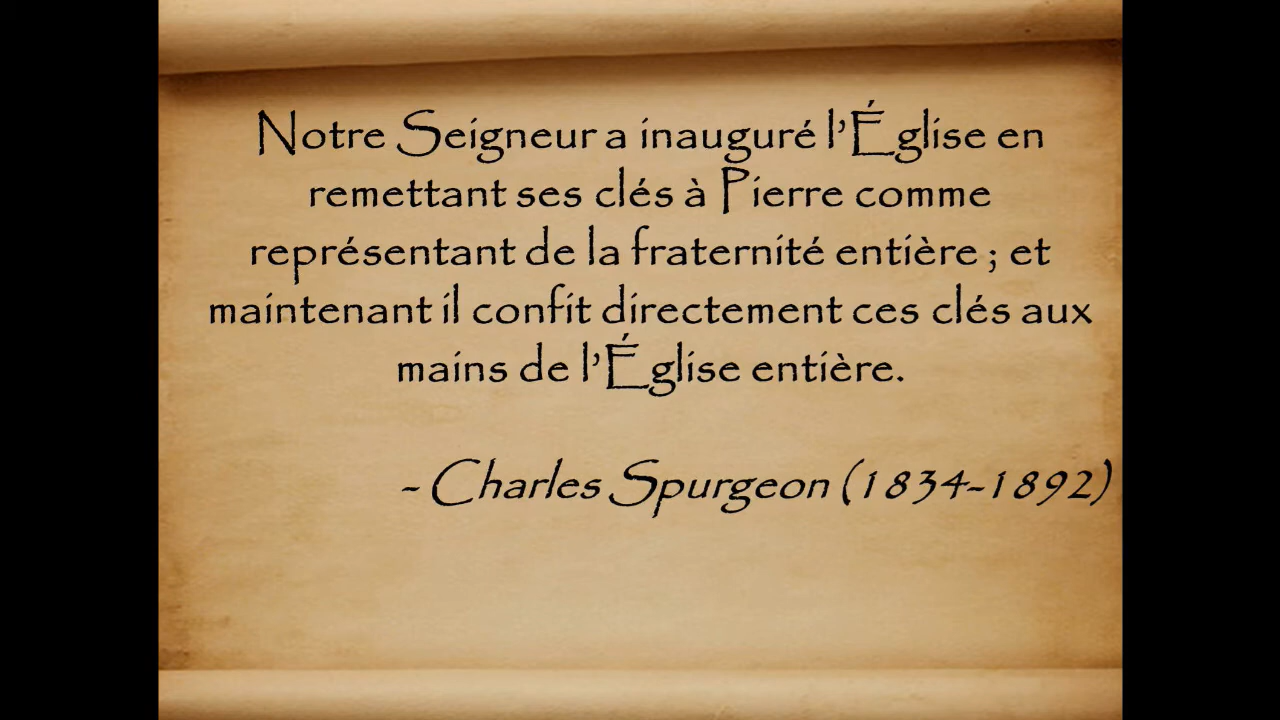 Notre Seigneur a inauguré l’Église en
remettant ses clés à Pierre comme
représentant de la fraternité entière ; et
maintenant il confit directement ces clés aux
mains de l’Église entière.
- Charles Spurgeon (1834-1892)